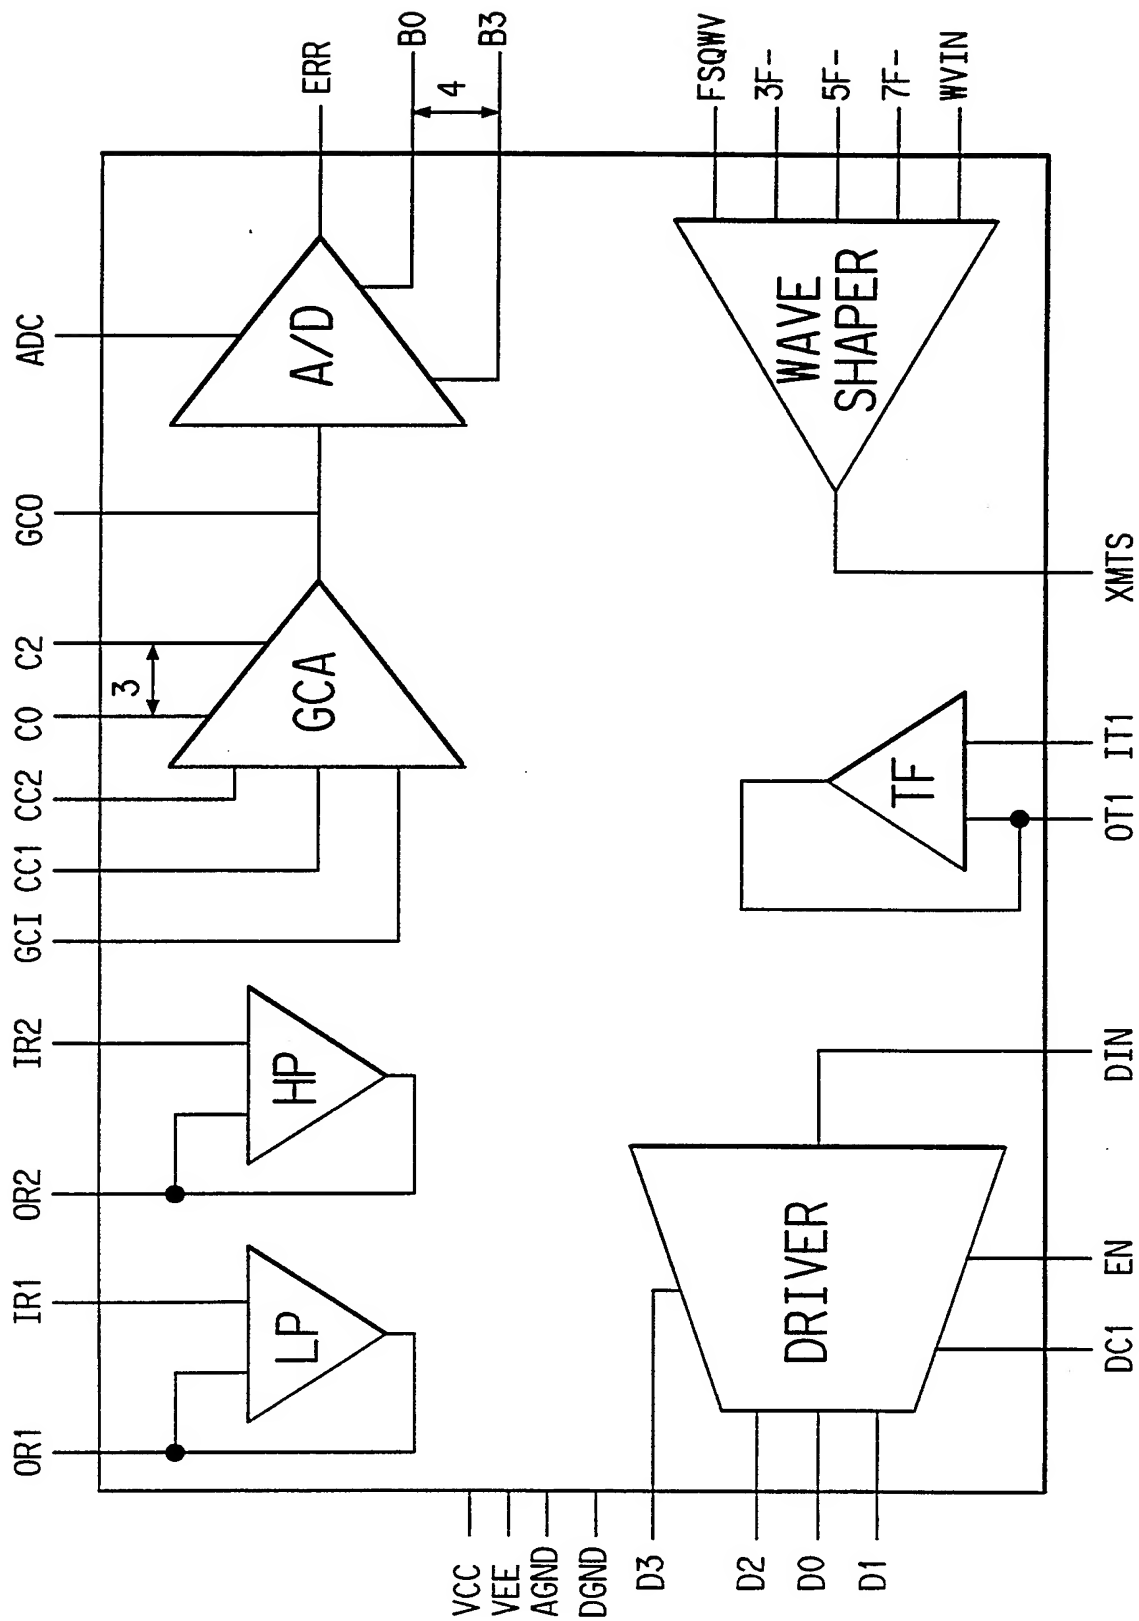 OR1
IR1
OR2
IR2
GCI
CC1
CC2
C0
C2
3
GC0
ADC
LP
HP
GCA
A/D
ERR
B0
B3
4
VCC
VEE
AGND
DGND
D3
D2
D0
D1
DRIVER
TF
WAVE
SHAPER
FSQWV
3F-
5F-
7F-
WVIN
DC1
EN
DIN
OT1
IT1
XMTS